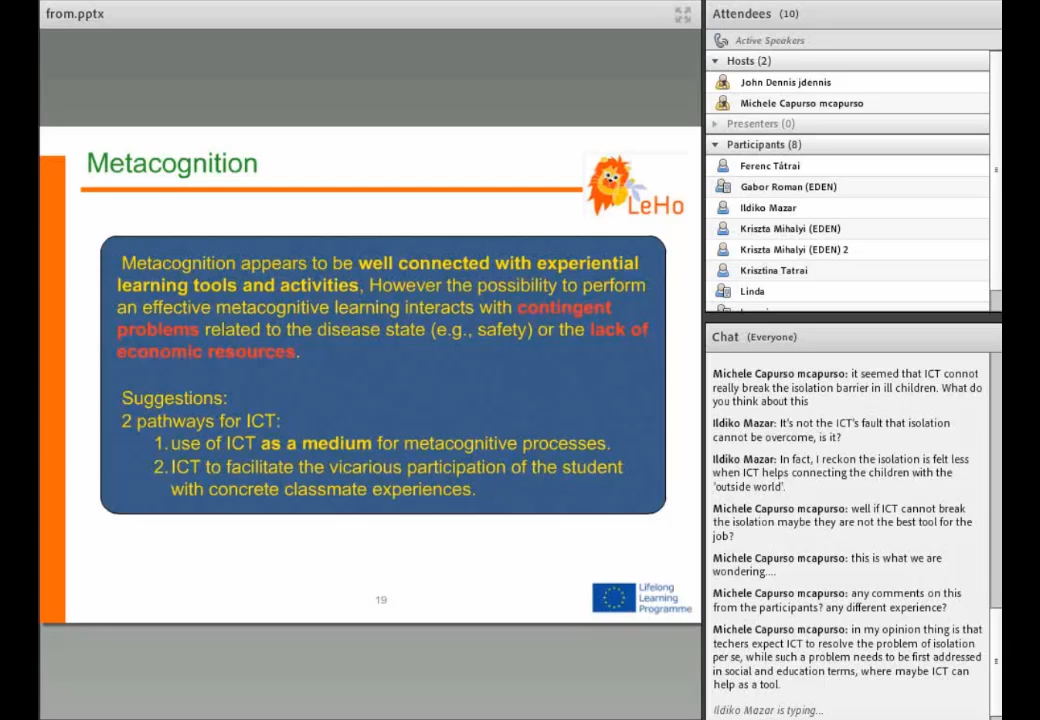 from.pptx
Metacognition
LeHo
Metacognition appears to be well connected with experiential
learning tools and activities, However the possibility to perform
an effective metacognitive learning interacts with contingent
problems related to the disease state (e.g., safety) or the lack of
economic resources.
Suggestions:
2 pathways for ICT:
1. use of ICT as a medium for metacognitive processes.
2. ICT to facilitate the vicarious participation of the student
with concrete classmate experiences.
19
Lifelong
Learning
Programme
Attendees (10)
Active Speakers
Hosts (2)
John Dennis jdennis
Michele Capurso mcapurso
Presenters (0)
Participants (8)
Ferenc Tátrai
Gabor Roman (EDEN)
Ildiko Mazar
Kriszta Mihalyi (EDEN)
Kriszta Mihalyi (EDEN) 2
Krisztina Tatrai
Linda
Chat (Everyone)
Michele Capurso mcapurso: it seemed that ICT connot
really break the isolation barrier in ill children. What do
you think about this
Ildiko Mazar: It's not the ICT's fault that isolation
cannot be overcome, is it?
Ildiko Mazar: In fact, I reckon the isolation is felt less
when ICT helps connecting the children with the
'outside world'.
Michele Capurso mcapurso: well if ICT cannot break
the isolation maybe they are not the best tool for the
job?
Michele Capurso mcapurso: this is what we are
wondering....
Michele Capurso mcapurso: any comments on this
from the participants? any different experience?
Michele Capurso mcapurso: in my opinion thing is that
techers expect ICT to resolve the problem of isolation
per se, while such a problem needs to be first addressed
in social and education terms, where maybe ICT can
help as a tool.
Ildiko Mazar is typing...